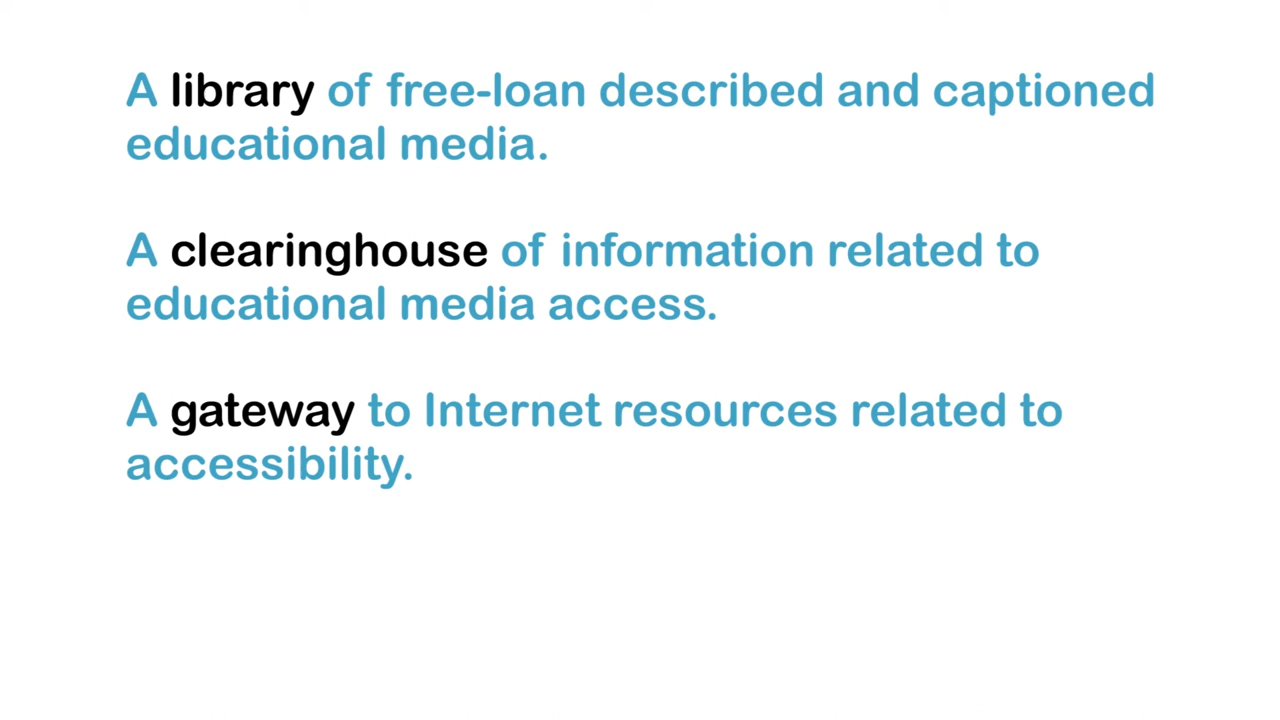 A library of free-loan described and captioned
educational media.
A clearinghouse of information related to
educational media access.
A gateway to Internet resources related to
accessibility.